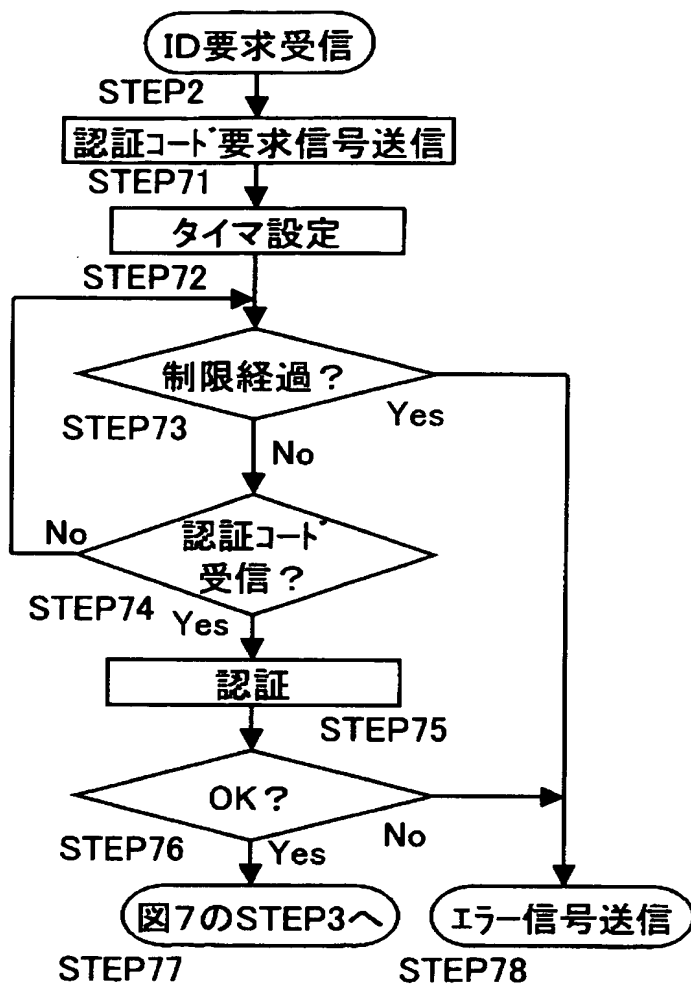 ID要求受信
STEP2
認証ｺｰﾄﾞ要求信号送信
STEP71
タイマ設定
STEP72
制限経過？
STEP73
Yes
No
認証ｺｰﾄﾞ
受信？
No
STEP74
Yes
認証
STEP75
OK？
STEP76
Yes
No
図7のSTEP3へ
ｴﾗｰ信号送信
STEP77
STEP78